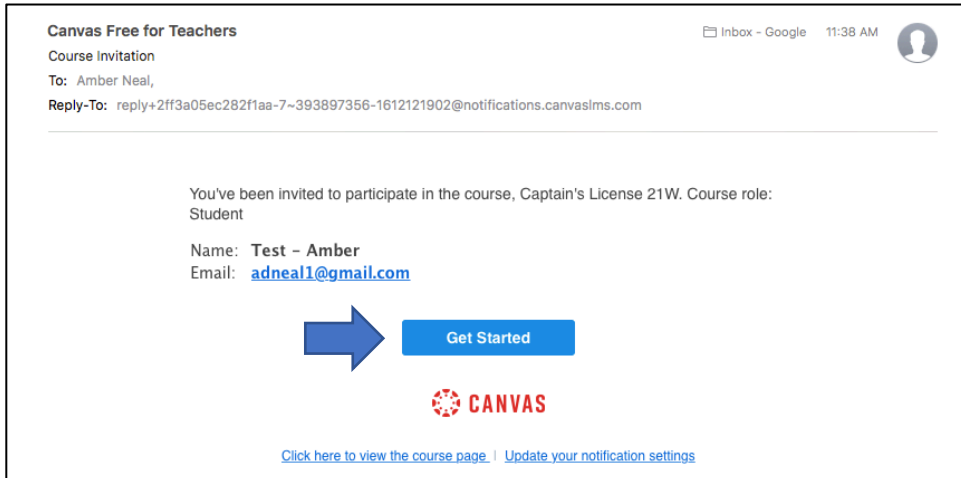 Canvas Free for Teachers
Inbox - Google 11:38 AM
Course Invitation
To: Amber Neal,
Reply-To: reply+2ff3a05ec282f1aa-7~393897356-1612121902@notifications.canvaslms.com
You've been invited to participate in the course, Captain's License 21W. Course role:
Student
Name: Test – Amber
Email: adneal1@gmail.com
Get Started
CANVAS
Click here to view the course page | Update your notification settings